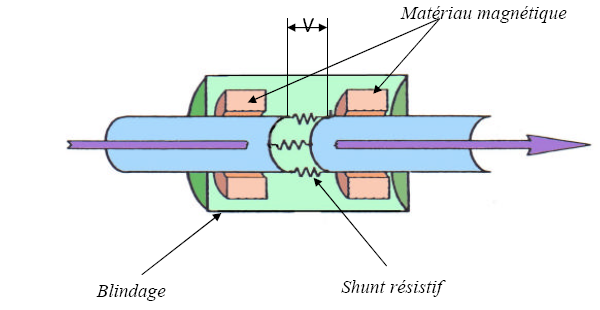 Matériau magnétique
V
Shunt résistif
Blindage